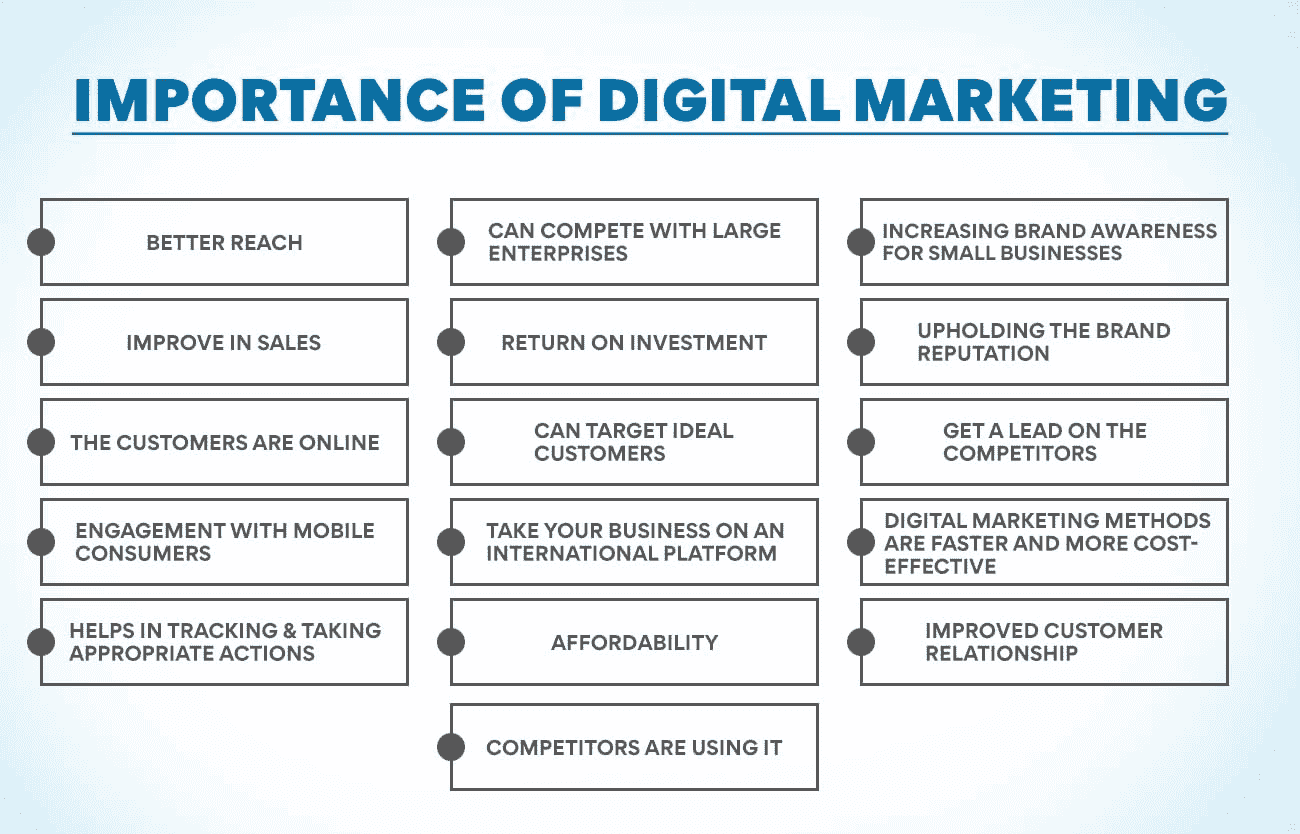 IMPORTANCE OF DIGITAL MARKETING
BETTER REACH
IMPROVE IN SALES
THE CUSTOMERS ARE ONLINE
ENGAGEMENT WITH MOBILE
CONSUMERS
HELPS IN TRACKING & TAKING
APPROPRIATE ACTIONS
CAN COMPETE WITH LARGE
ENTERPRISES
RETURN ON INVESTMENT
CAN TARGET IDEAL
CUSTOMERS
TAKE YOUR BUSINESS ON AN
INTERNATIONAL PLATFORM
AFFORDABILITY
COMPETITORS ARE USING IT
INCREASING BRAND AWARENESS
FOR SMALL BUSINESSES
UPHOLDING THE BRAND
REPUTATION
GET A LEAD ON THE
COMPETITORS
DIGITAL MARKETING METHODS
ARE FASTER AND MORE COST-
EFFECTIVE
IMPROVED CUSTOMER
RELATIONSHIP